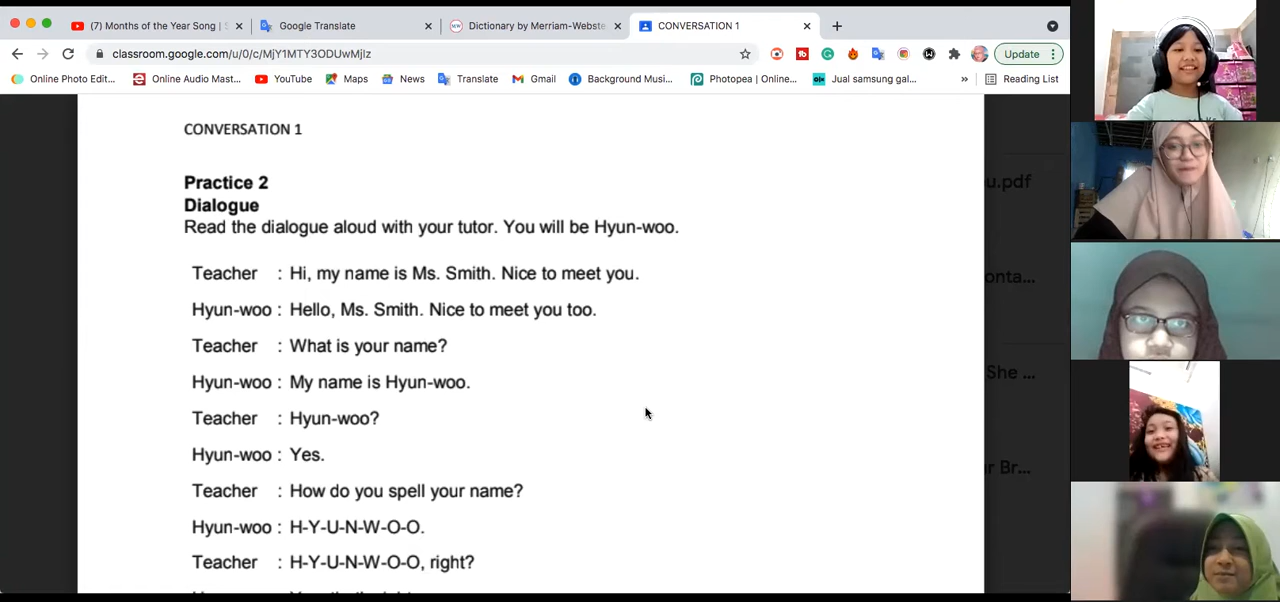 (7) Months of the Year Song |
Google Translate
Dictionary by Merriam-Webste
CONVERSATION 1
classroom.google.com/u/0/c/MjY1MTY3ODUwMjIz
Update
Online Photo Edit...
Online Audio Mast...
YouTube
Maps
News
Translate
Gmail
Background Musi...
Photopea | Online...
Jual samsung gal...
»
Reading List
CONVERSATION 1
Practice 2
Dialogue
Read the dialogue aloud with your tutor. You will be Hyun-woo.
Teacher : Hi, my name is Ms. Smith. Nice to meet you.
Hyun-woo : Hello, Ms. Smith. Nice to meet you too.
Teacher : What is your name?
Hyun-woo : My name is Hyun-woo.
Teacher : Hyun-woo?
Hyun-woo : Yes.
Teacher : How do you spell your name?
Hyun-woo : H-Y-U-N-W-O-O.
Teacher : H-Y-U-N-W-O-O, right?
u.pdf
onta...
She ...
ur Br...